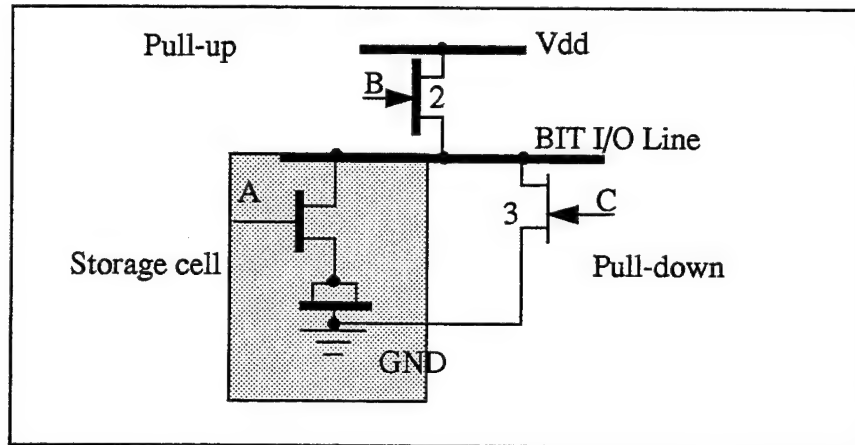 Pull-up
Vdd
B
2
BIT I/O Line
A
3
C
Storage cell
Pull-down
GND